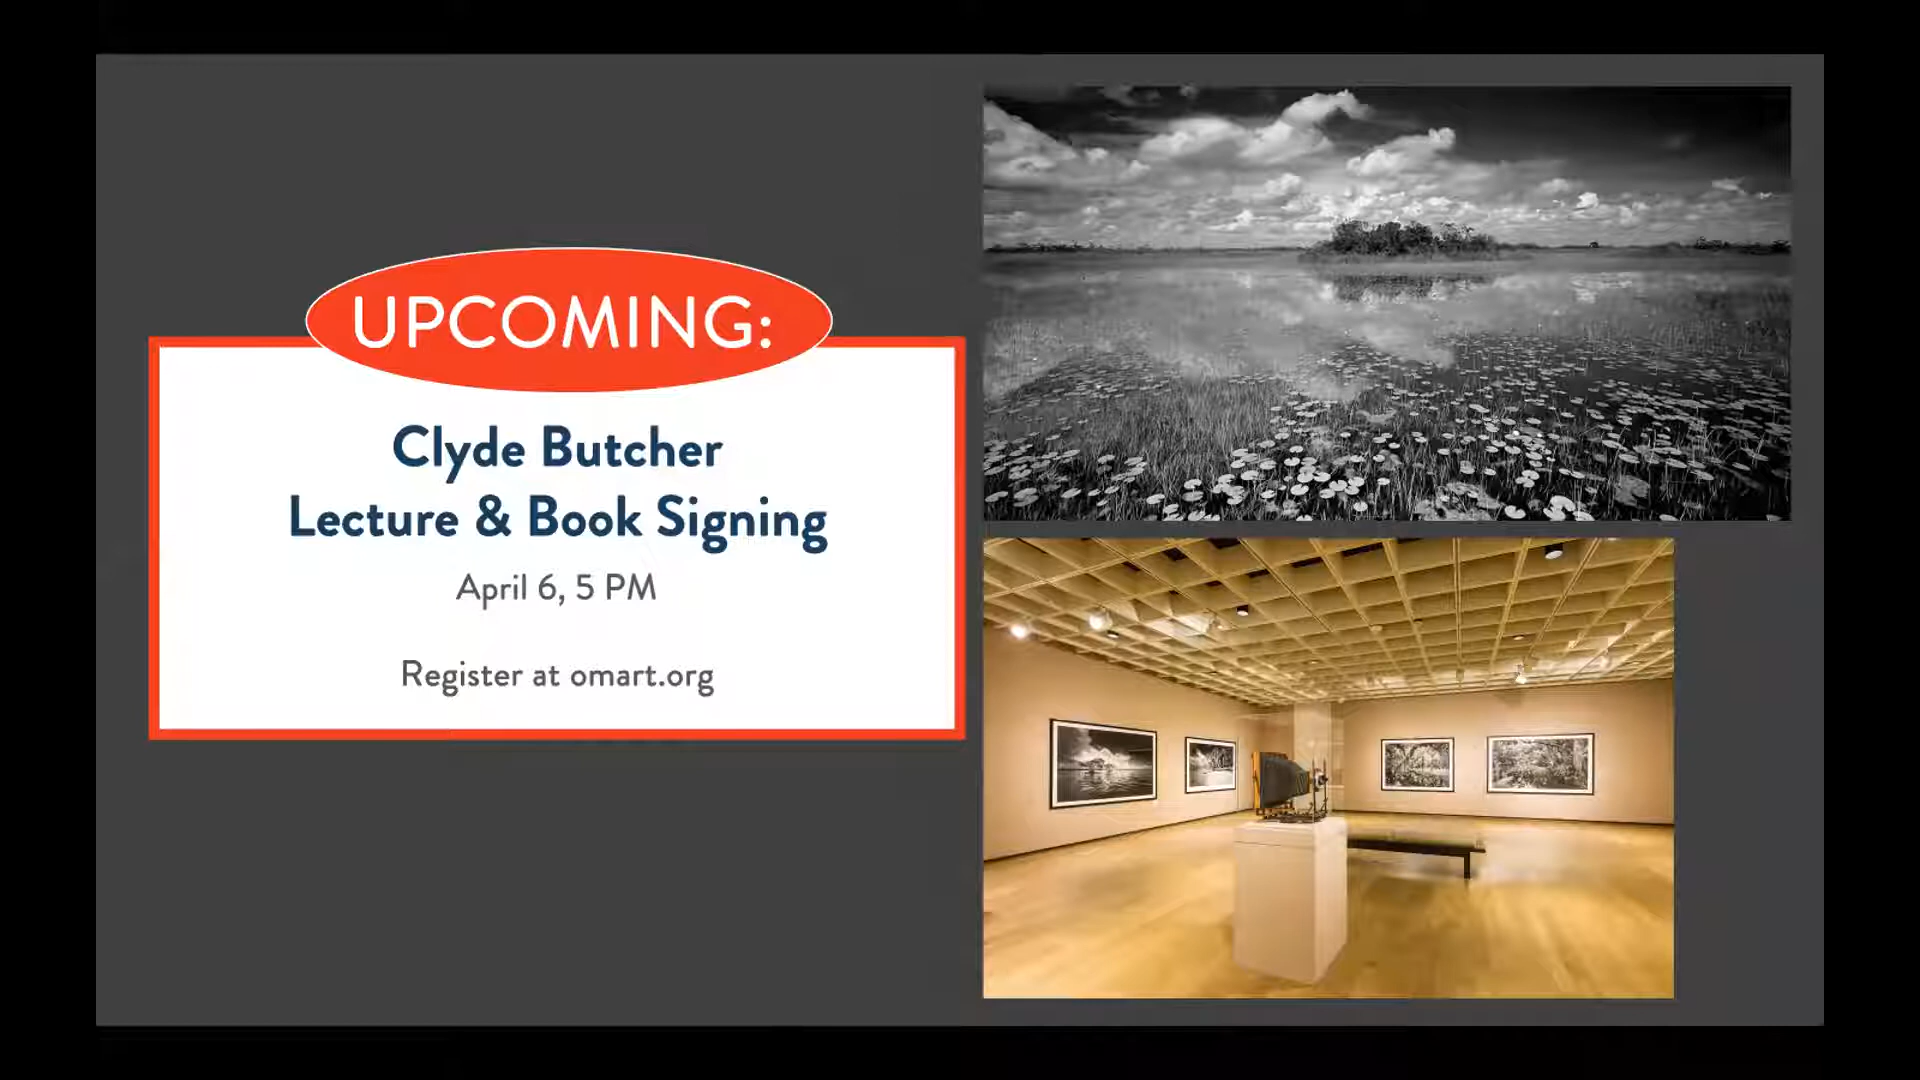 UPCOMING:
Clyde Butcher
Lecture & Book Signing
April 6, 5 PM
Register at omart.org